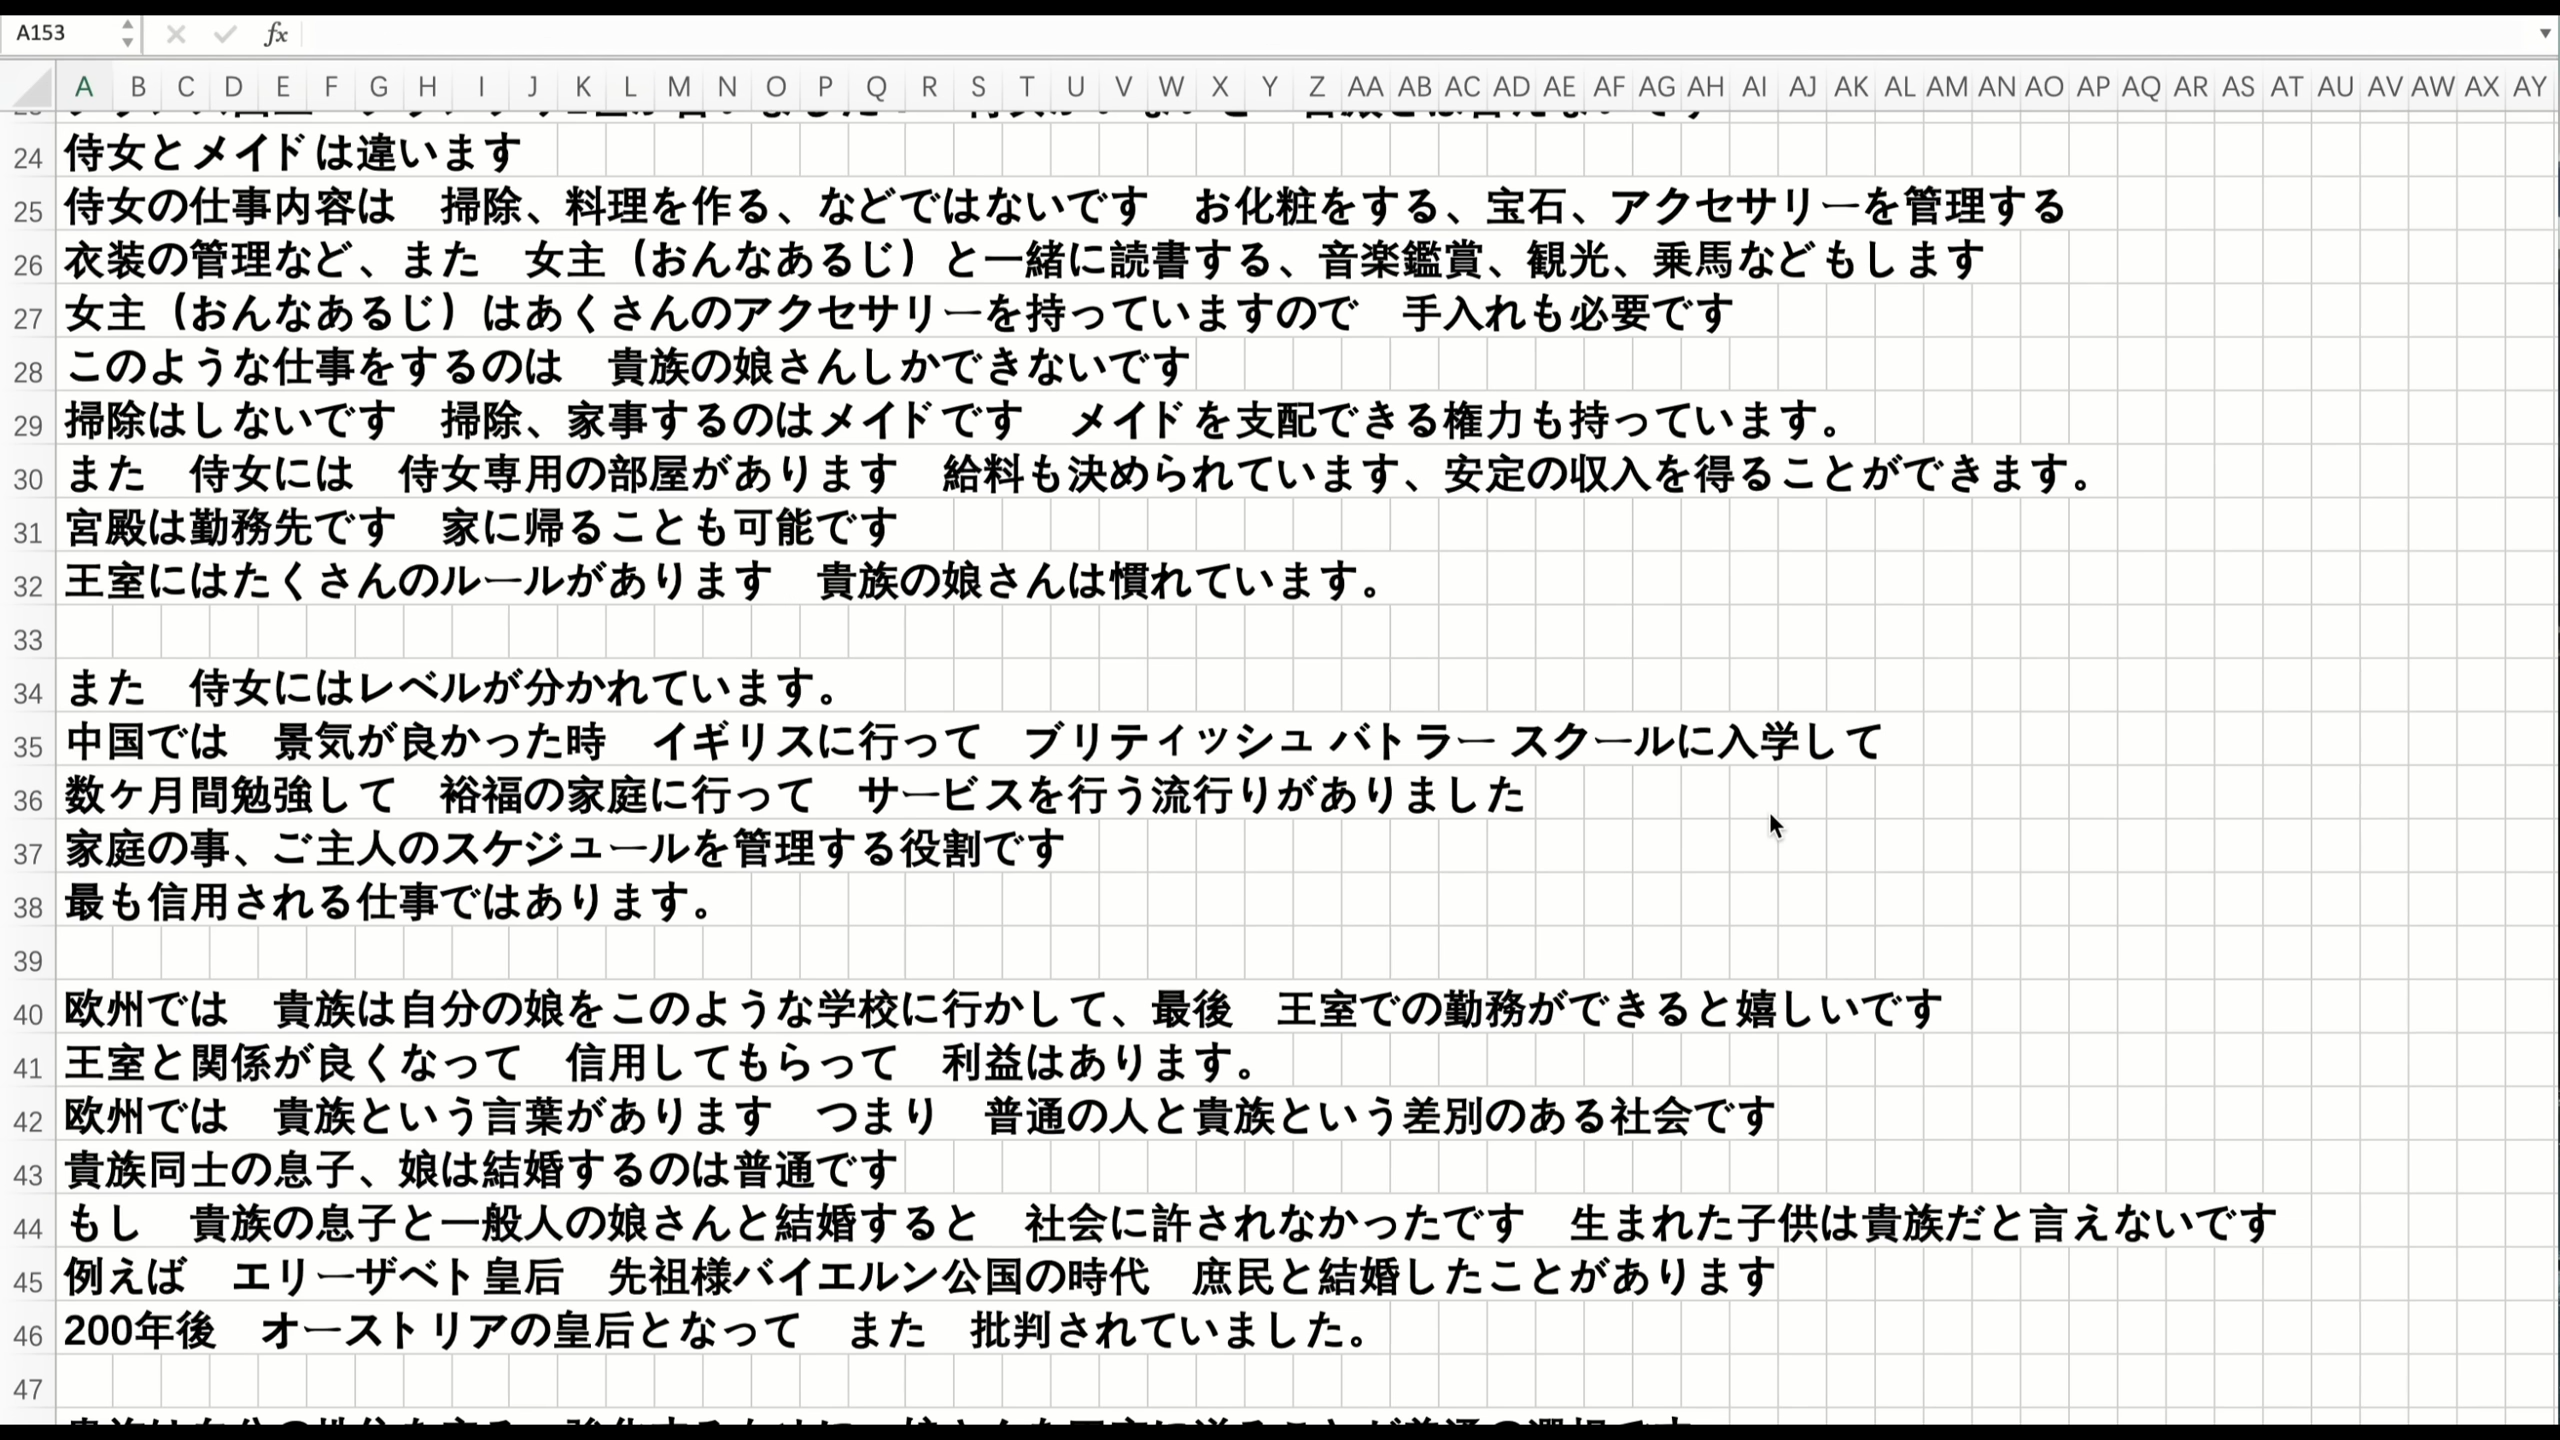 A153
fx
A B C D E F G H I J K L M N O P Q R S T U V W X Y Z AA AB AC AD AE AF AG AH AI AJ AK AL AM AN AO AP AQ AR AS AT AU AV AW AX AY
24 侍女とメイドは違います
25 侍女の仕事内容は　掃除、料理を作る、などではないです　お化粧をする、宝石、アクセサリーを管理する
26 衣装の管理など、また　女主（おんなあるじ）と一緒に読書する、音楽鑑賞、観光、乗馬などもします
27 女主（おんなあるじ）はあくさんのアクセサリーを持っていますので　手入れも必要です
28 このような仕事をするのは　貴族の娘さんしかできないです
29 掃除はしないです　掃除、家事するのはメイドです　メイドを支配できる権力も持っています。
30 また　侍女には　侍女専用の部屋があります　給料も決められています、安定の収入を得ることができます。
31 宮殿は勤務先です　家に帰ることも可能です
32 王室にはたくさんのルールがあります　貴族の娘さんは慣れています。
33
34 また　侍女にはレベルが分かれています。
35 中国では　景気が良かった時　イギリスに行って　ブリティッシュ バトラー スクールに入学して
36 数ケ月間勉強して　裕福の家庭に行って　サービスを行う流行りがありました
37 家庭の事、ご主人のスケジュールを管理する役割です
38 最も信用される仕事ではあります。
39
40 欧州では　貴族は自分の娘をこのような学校に行かして、最後　王室での勤務ができると嬉しいです
41 王室と関係が良くなって　信用してもらって　利益はあります。
42 欧州では　貴族という言葉があります　つまり　普通の人と貴族という差別のある社会です
43 貴族同士の息子、娘は結婚するのは普通です
44 もし　貴族の息子と一般人の娘さんと結婚すると　社会に許されなかったです　生まれた子供は貴族だと言えないです
45 例えば　エリーザベト皇后　先祖様バイエルン公国の時代　庶民と結婚したことがあります
46 200年後　オーストリアの皇后となって　また　批判されていました。
47